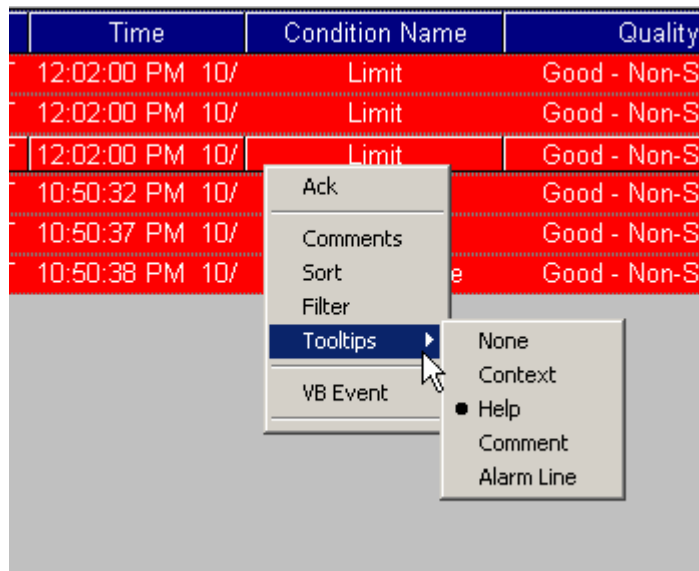 Time Condition Name Quality
12:02:00 PM 10/ Limit Good - Non-S
12:02:00 PM 10/ Limit Good - Non-S
12:02:00 PM 10/ Limit Good - Non-S
10:50:32 PM 10/ Good - Non-S
10:50:37 PM 10/ Good - Non-S
10:50:38 PM 10/ e Good - Non-S
Ack
Comments
Sort
Filter
Tooltips
VB Event
None
Context
Help
Comment
Alarm Line